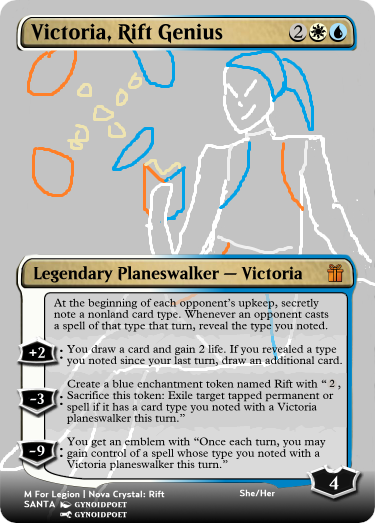 Victoria, Rift Genius 2
Legendary Planeswalker — Victoria
At the beginning of each opponent's upkeep, secretly
note a nonland card type. Whenever an opponent casts
a spell of that type that turn, reveal the type you noted.
+2 : You draw a card and gain 2 life. If you revealed a type
you noted since your last turn, draw an additional card.
Create a blue enchantment token named Rift with “ 2 ,
-3 : Sacrifice this token: Exile target tapped permanent or
spell if it has a card type you noted with a Victoria
planeswalker this turn.”
You get an emblem with “Once each turn, you may
-9 : gain control of a spell whose type you noted with a
Victoria planeswalker this turn.”
4
M For Legion | Nova Crystal: Rift She/Her
SANTA GYNOIDPOET
GYNOIDPOET